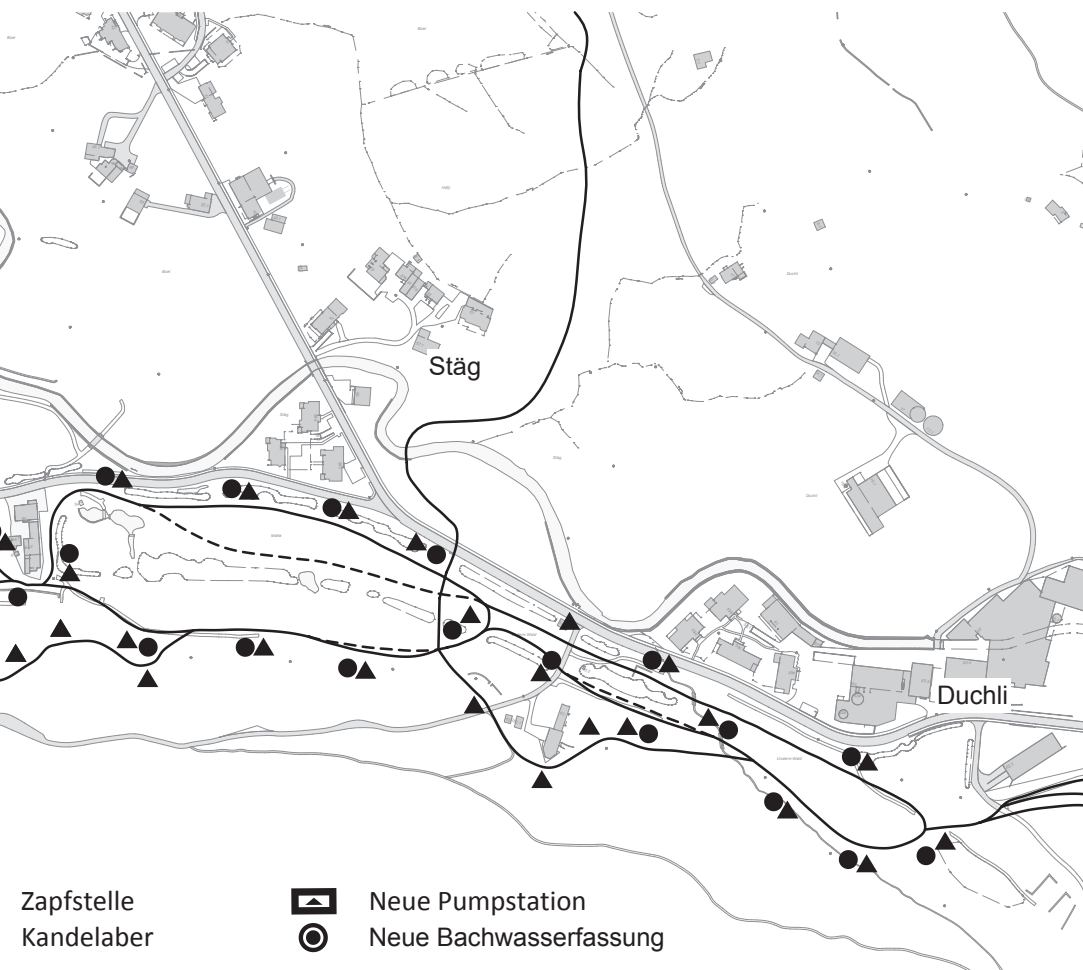 Stäg
Duchli
Zapfstelle
Neue Pumpstation
Kandelaber
Neue Bachwasserfassung